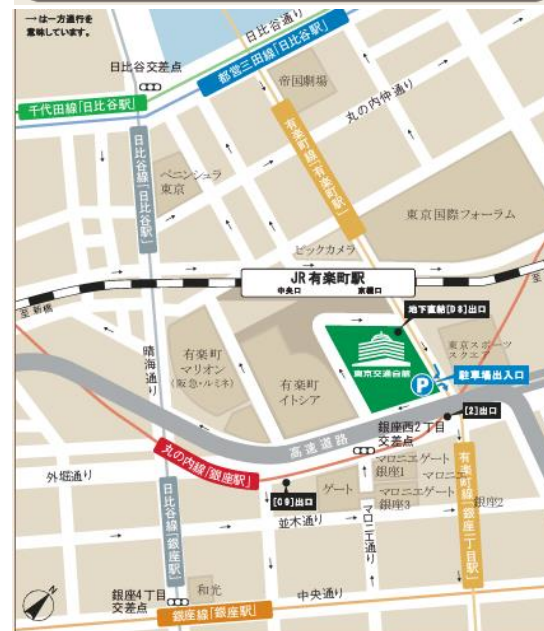 →は一方通行を
意味しています。
日比谷通り
日比谷交差点
都営三田線「日比谷駅」
帝国劇場
千代田線「日比谷駅」
丸の内仲通り
日比谷線「日比谷駅」
有楽町線「有楽町駅」
ペニンシュラ
東京
東京国際フォーラム
ビックカメラ
JR 有楽町駅
中央口
京橋口
至 新橋
至 東京
地下直結[D8]出口
晴海通り
有楽町
マリオン
(阪急・ルミネ)
有楽町
イトシア
東京交通会館
東京スポーツ
スクエア
P
駐車場出入口
[2]出口
高速道路
銀座西2丁目
交差点
丸の内線「銀座駅」
外堀通り
マロニエゲート
銀座1
マロニエ
ゲート
マロニエゲート
銀座3
銀座2
[C9]出口
並木通り
マロニエ通り
有楽町線「銀座一丁目駅」
日比谷線「銀座駅」
銀座4丁目
交差点
和光
中央通り
銀座線「銀座駅」